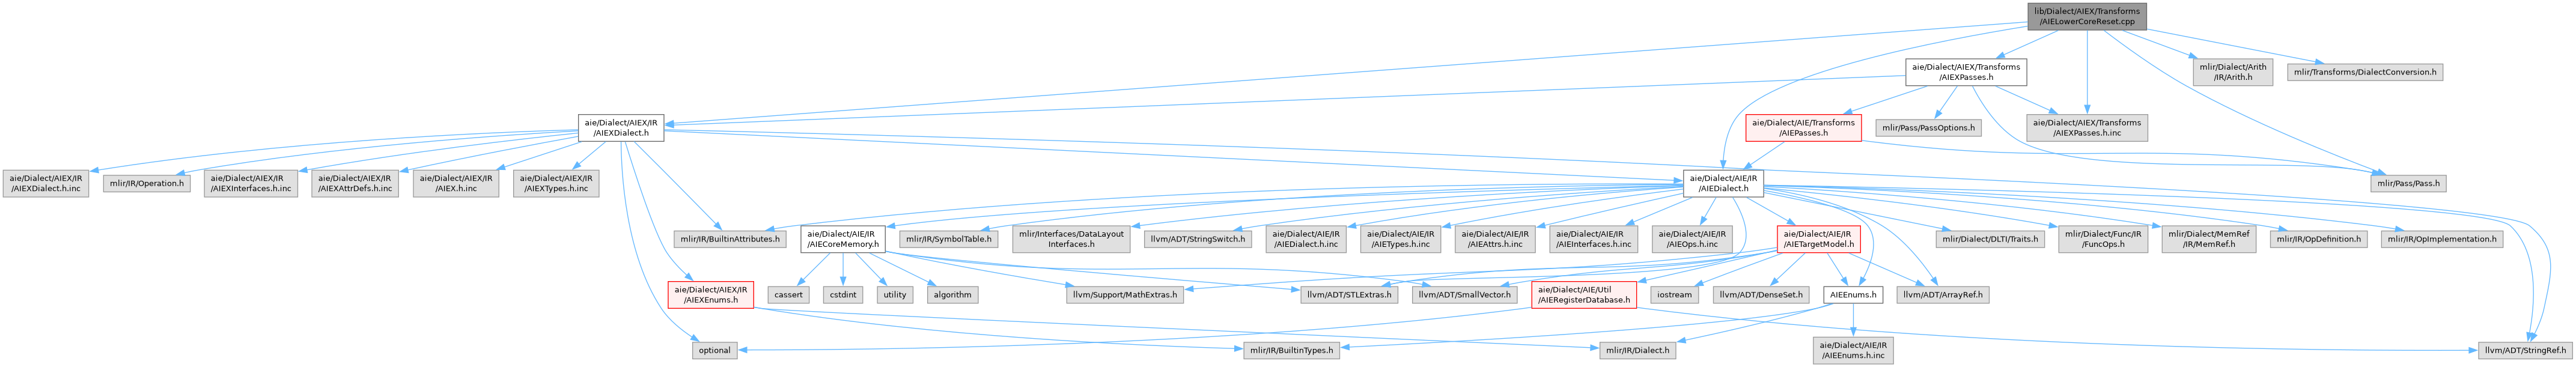 lib/Dialect/AIEX/Transforms
/AIELowerCoreReset.cpp
aie/Dialect/AIEX/Transforms
/AIEXPasses.h
mlir/Dialect/Arith
/IR/Arith.h
mlir/Transforms/DialectConversion.h
aie/Dialect/AIEX/IR
/AIEXDialect.h
aie/Dialect/AIE/Transforms
/AIEPasses.h
mlir/Pass/PassOptions.h
aie/Dialect/AIEX/Transforms
/AIEXPasses.h.inc
aie/Dialect/AIEX/IR
/AIEXDialect.h.inc
mlir/IR/Operation.h
aie/Dialect/AIEX/IR
/AIEXInterfaces.h.inc
aie/Dialect/AIEX/IR
/AIEXAttrDefs.h.inc
aie/Dialect/AIEX/IR
/AIEX.h.inc
aie/Dialect/AIEX/IR
/AIEXTypes.h.inc
aie/Dialect/AIE/IR
/AIEDialect.h
mlir/Pass/Pass.h
mlir/IR/BuiltinAttributes.h
aie/Dialect/AIE/IR
/AIECoreMemory.h
mlir/IR/SymbolTable.h
mlir/Interfaces/DataLayout
Interfaces.h
llvm/ADT/StringSwitch.h
aie/Dialect/AIE/IR
/AIEDialect.h.inc
aie/Dialect/AIE/IR
/AIETypes.h.inc
aie/Dialect/AIE/IR
/AIEAttrs.h.inc
aie/Dialect/AIE/IR
/AIEInterfaces.h.inc
aie/Dialect/AIE/IR
/AIEOps.h.inc
aie/Dialect/AIE/IR
/AIETargetModel.h
mlir/Dialect/DLTI/Traits.h
mlir/Dialect/Func/IR
/FuncOps.h
mlir/Dialect/MemRef
/IR/MemRef.h
mlir/IR/OpDefinition.h
mlir/IR/OpImplementation.h
aie/Dialect/AIEX/IR
/AIEXEnums.h
cassert
cstdint
utility
algorithm
llvm/Support/MathExtras.h
llvm/ADT/STLExtras.h
llvm/ADT/SmallVector.h
aie/Dialect/AIE/Util
/AIERegisterDatabase.h
iostream
llvm/ADT/DenseSet.h
AIEEnums.h
llvm/ADT/ArrayRef.h
optional
mlir/IR/BuiltinTypes.h
mlir/IR/Dialect.h
aie/Dialect/AIE/IR
/AIEEnums.h.inc
llvm/ADT/StringRef.h